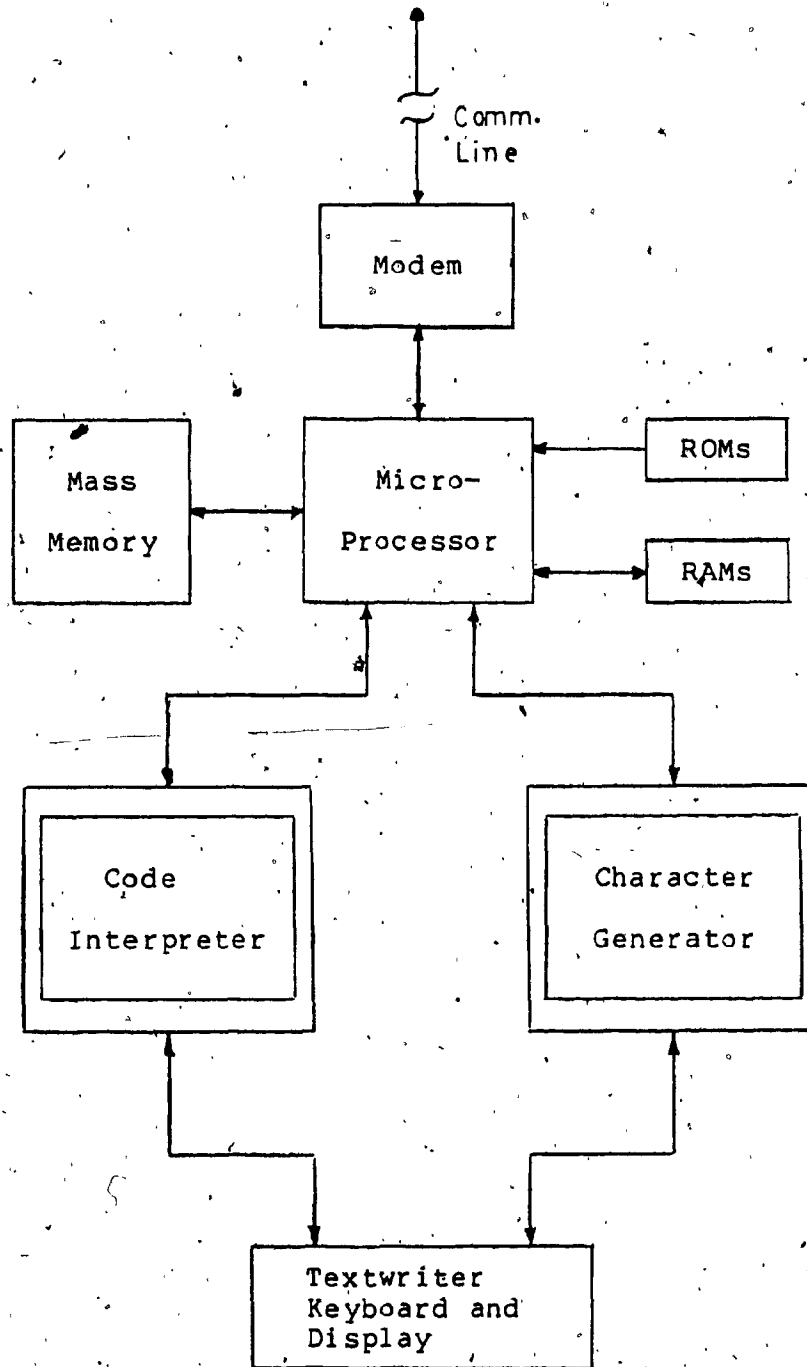 Comm.
Line
Modem
Mass
Memory
Micro-
Processor
ROMs
RAMs
Code
Interpreter
Character
Generator
Textwriter
Keyboard and
Display